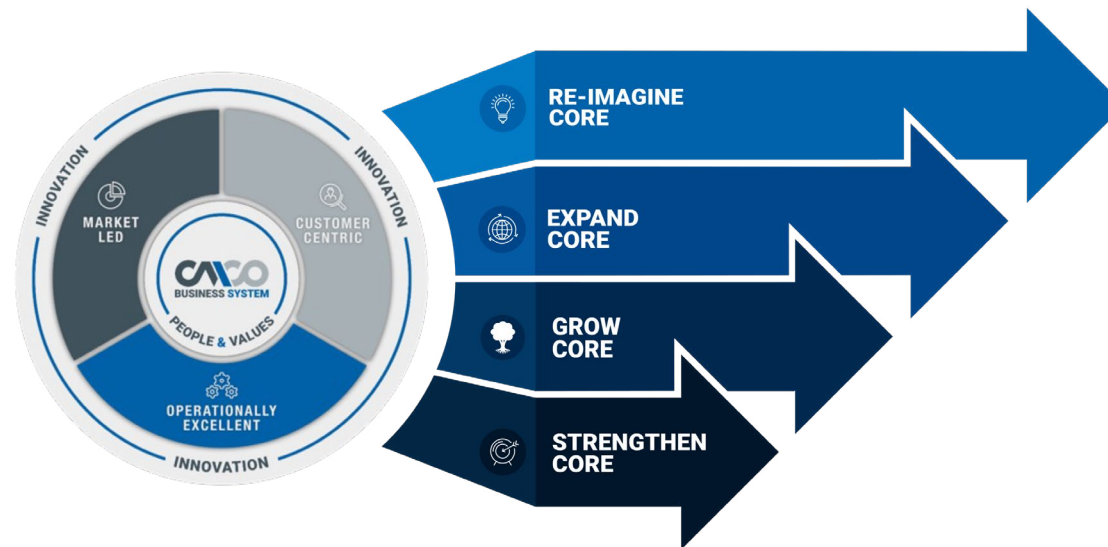 INNOVATION
INNOVATION
MARKET
LED
CUSTOMER
CENTRIC
CMCO
BUSINESS SYSTEM
PEOPLE & VALUES
OPERATIONALLY
EXCELLENT
INNOVATION
RE-IMAGINE
CORE
EXPAND
CORE
GROW
CORE
STRENGTHEN
CORE